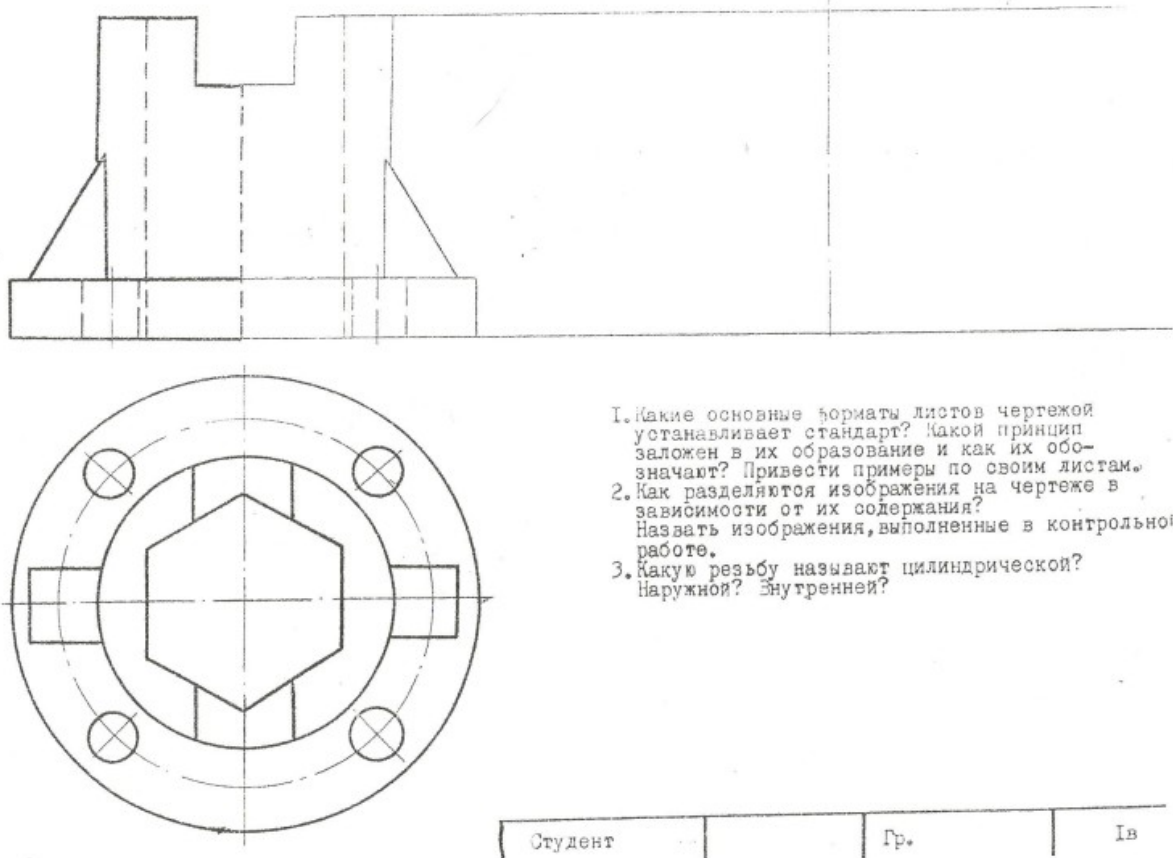 I. Какие основные форматы листов чертежой
устанавливает стандарт? Какой принцип
заложен в их образование и как их обо-
значают? Привести примеры по своим листам.
2. Как разделяются изображения на чертеже в
зависимости от их содержания?
Назвать изображения, выполненные в контрольно
работе.
3. Какую резьбу называют цилиндрической?
Наружной? Внутренней?
Студент Гр. Iв